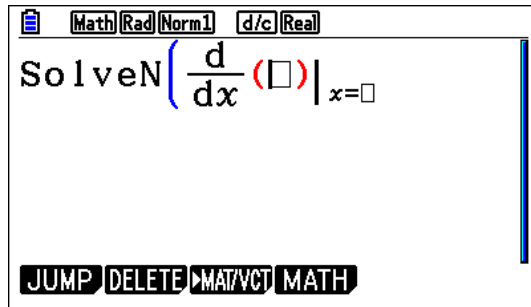 Math Rad Norm1 d/c Real
SolveN( d/dx (□)|x=□
JUMP DELETE ▶MAT/VCT MATH